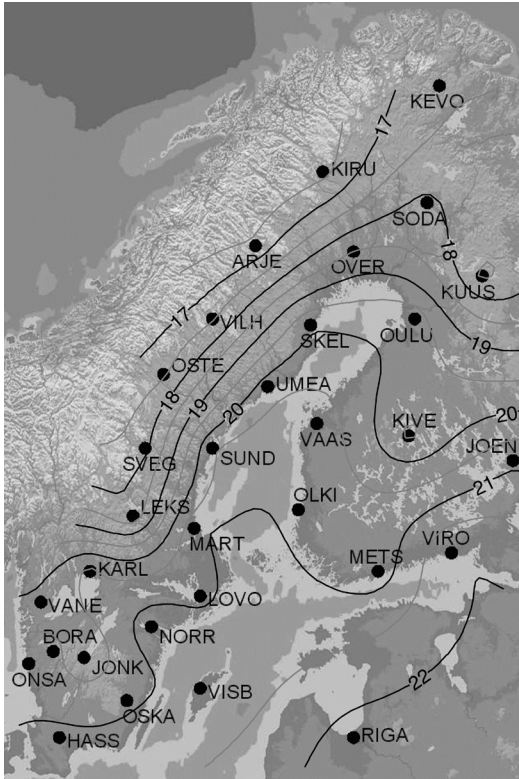 KEVO
17
KIRU
SODA
ARJE
OVER
18
KUUS
17
VILH
SKEL
OULU
19
OSTE
UMEA
18
19
20
VAAS
KIVE
20
SVEG
SUND
JOEN
21
LEKS
OLKI
MART
METS
ViRO
KARL
VANE
LOVO
NORR
BORA
JONK
ONSA
22
VISB
OSKA
HASS
RIGA